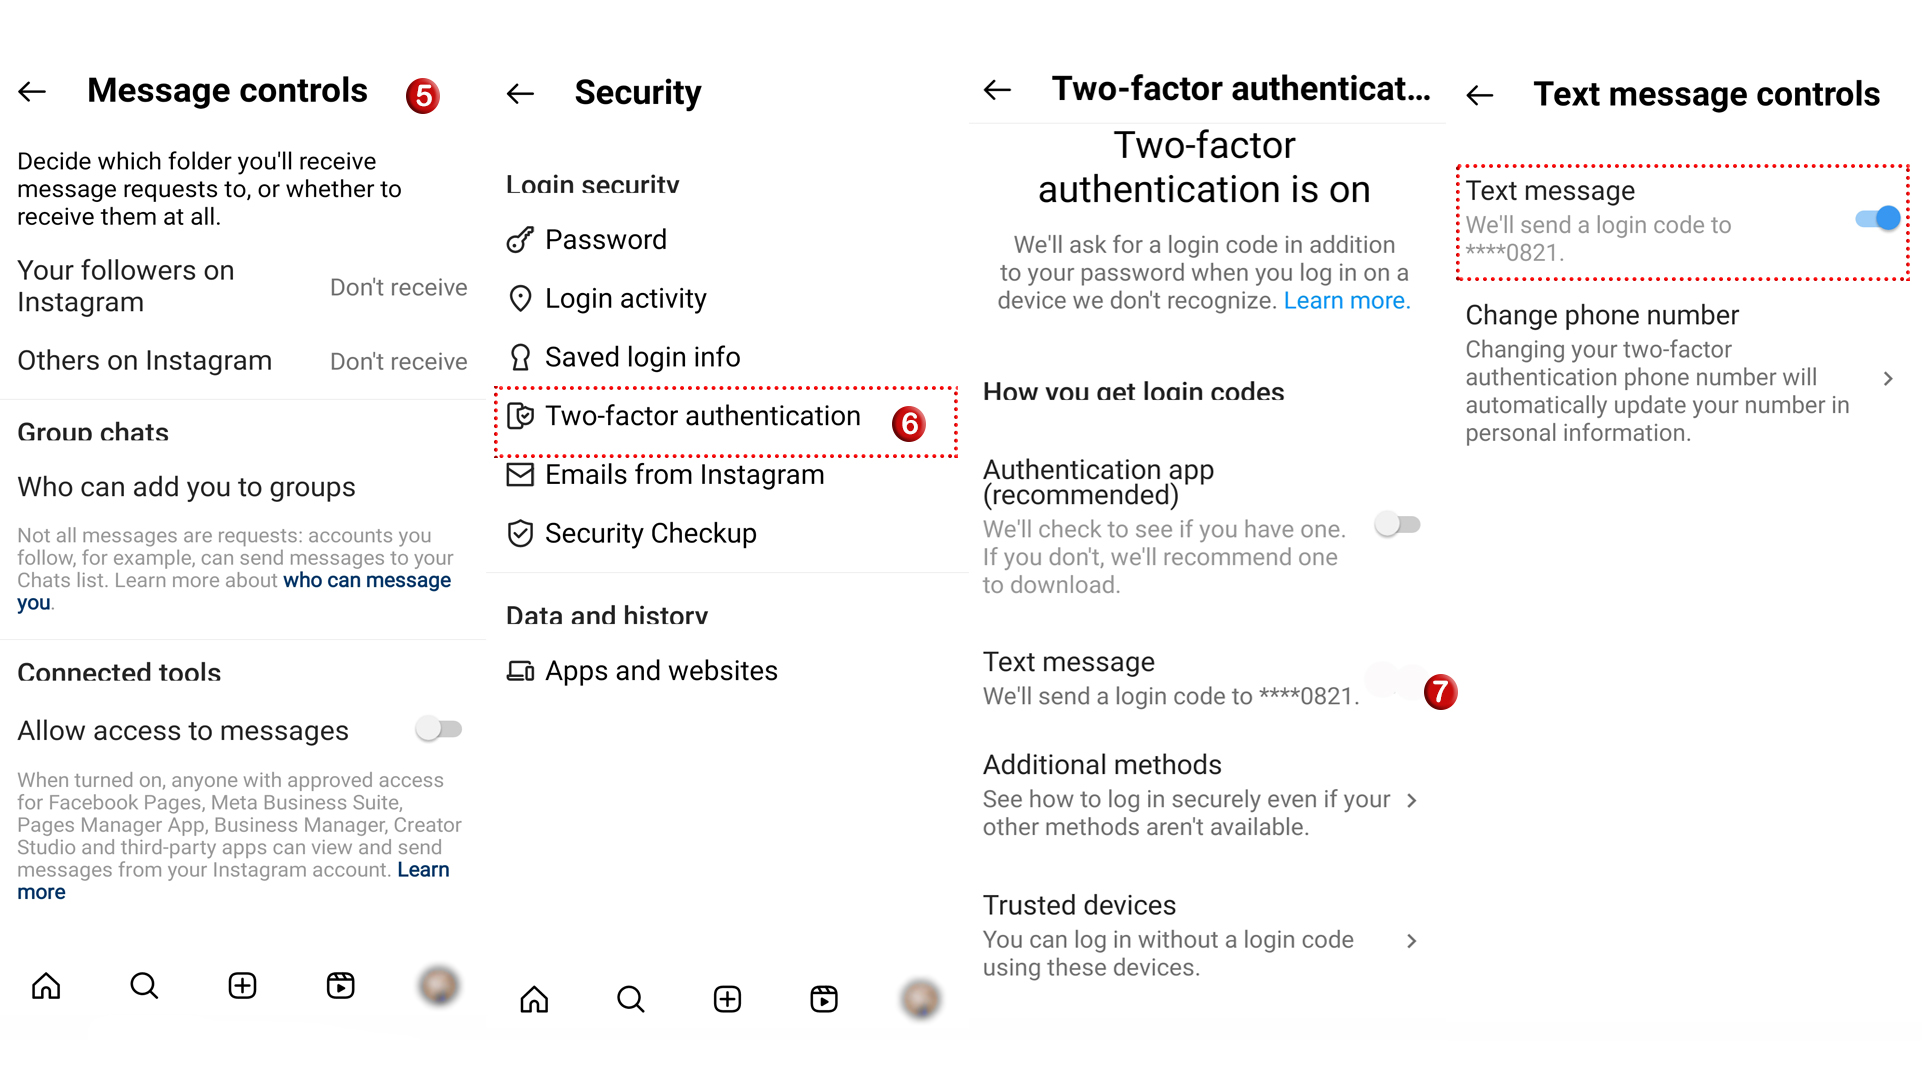 Message controls
5
Decide which folder you'll receive
message requests to, or whether to
receive them at all.
Your followers on
Instagram
Don't receive
Others on Instagram
Don't receive
Group chats
Who can add you to groups
Not all messages are requests: accounts you
follow, for example, can send messages to your
Chats list. Learn more about who can message
you.
Connected tools
Allow access to messages
When turned on, anyone with approved access
for Facebook Pages, Meta Business Suite,
Pages Manager App, Business Manager, Creator
Studio and third-party apps can view and send
messages from your Instagram account. Learn
more
Security
Login security
Password
Login activity
Saved login info
Two-factor authentication
6
Emails from Instagram
Security Checkup
Data and history
Apps and websites
Two-factor authenticat...
Two-factor
authentication is on
We'll ask for a login code in addition
to your password when you log in on a
device we don't recognize. Learn more.
How you get login codes
Authentication app
(recommended)
We'll check to see if you have one.
If you don't, we'll recommend one
to download.
Text message
We'll send a login code to ****0821.
7
Additional methods
See how to log in securely even if your
other methods aren't available.
Trusted devices
You can log in without a login code
using these devices.
Text message controls
Text message
We'll send a login code to
****0821.
Change phone number
Changing your two-factor
authentication phone number will
automatically update your number in
personal information.